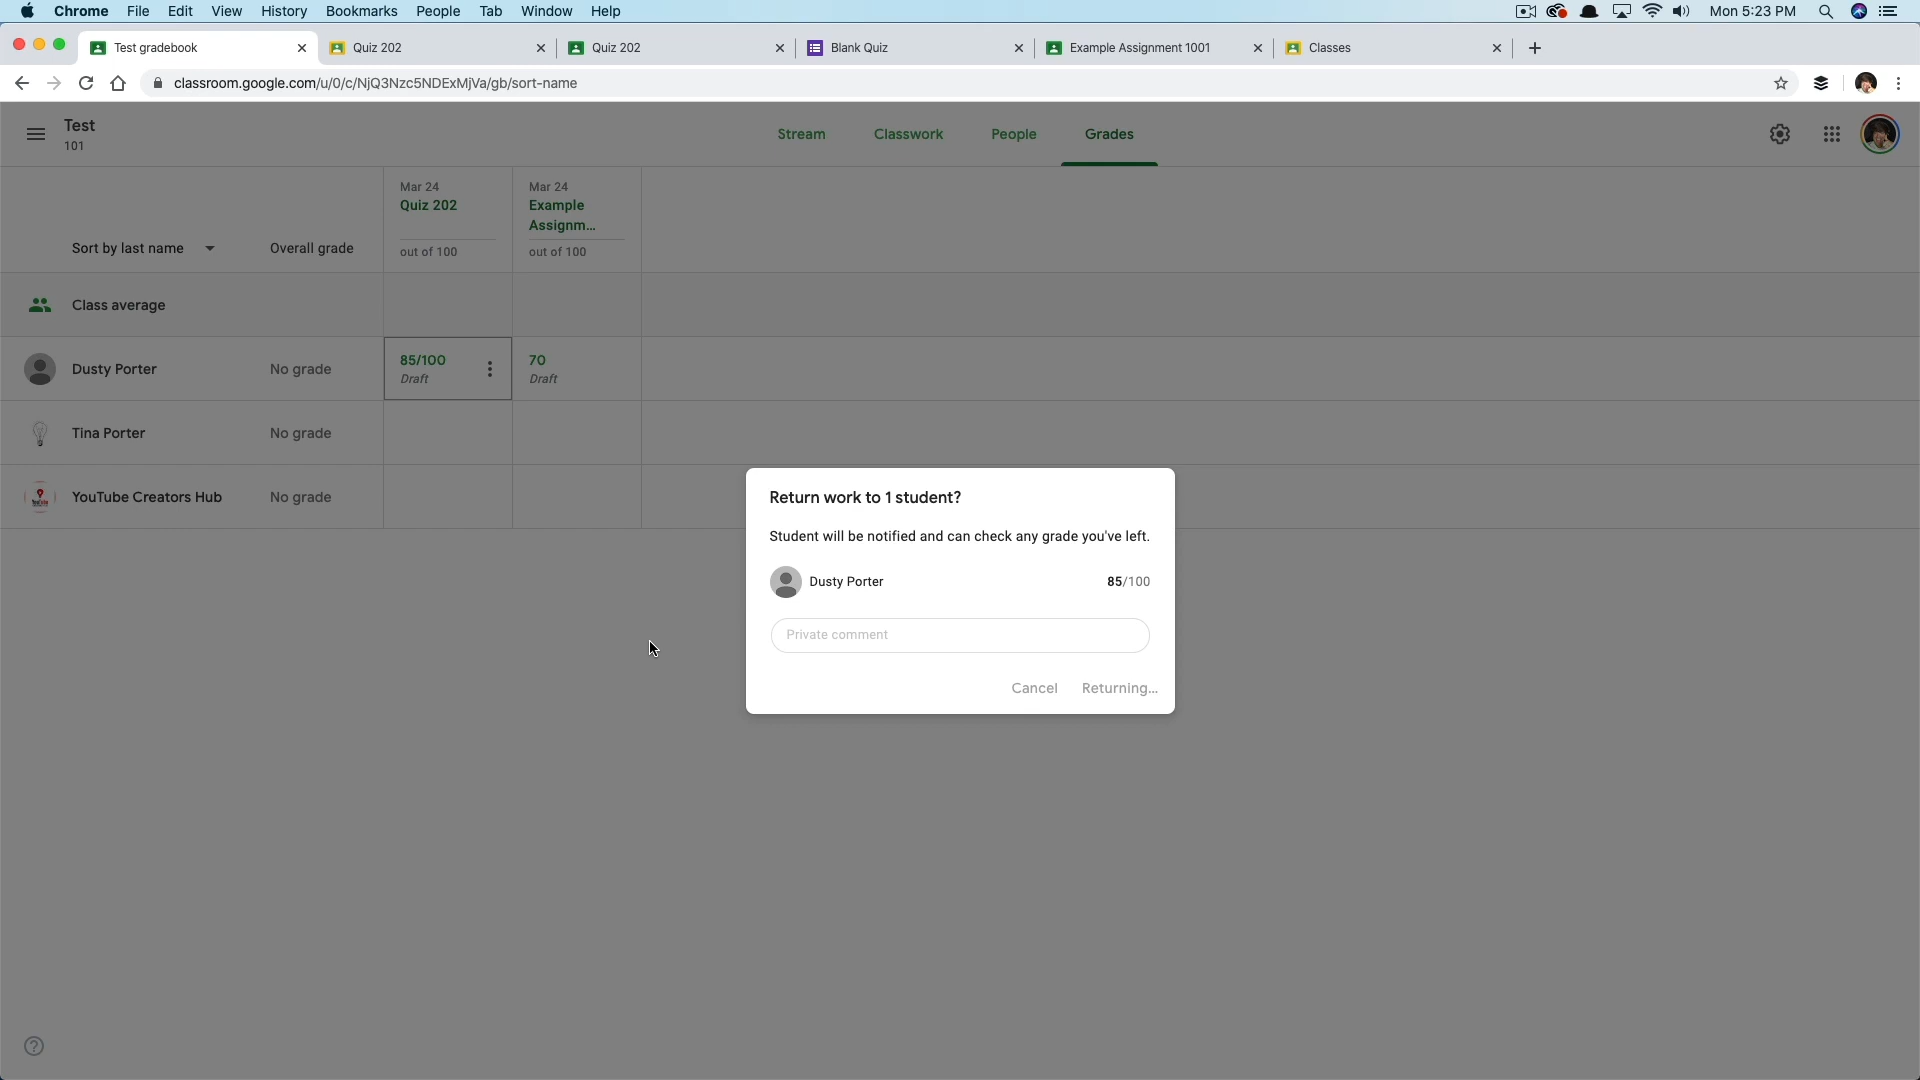 Chrome File Edit View History Bookmarks People Tab Window Help Mon 5:23 PM
Test gradebook Quiz 202 Quiz 202 Blank Quiz Example Assignment 1001 Classes
classroom.google.com/u/0/c/NjQ3Nzc5NDExMjVa/gb/sort-name
Test
101
Stream Classwork People Grades
Mar 24 Mar 24
Quiz 202 Example
Assignm...
Sort by last name Overall grade out of 100 out of 100
Class average
Dusty Porter No grade 85/100 70
Draft Draft
Tina Porter No grade
YouTube Creators Hub No grade
Return work to 1 student?
Student will be notified and can check any grade you've left.
Dusty Porter 85/100
Private comment
Cancel Returning...